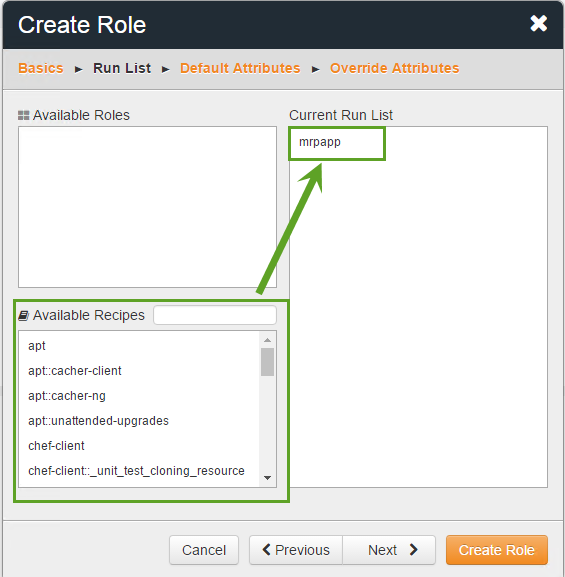 Create Role
Basics ► Run List ► Default Attributes ► Override Attributes
Available Roles
Current Run List
mrpapp
Available Recipes
apt
apt::cacher-client
apt::cacher-ng
apt::unattended-upgrades
chef-client
chef-client::_unit_test_cloning_resource
Cancel
Previous
Next
Create Role